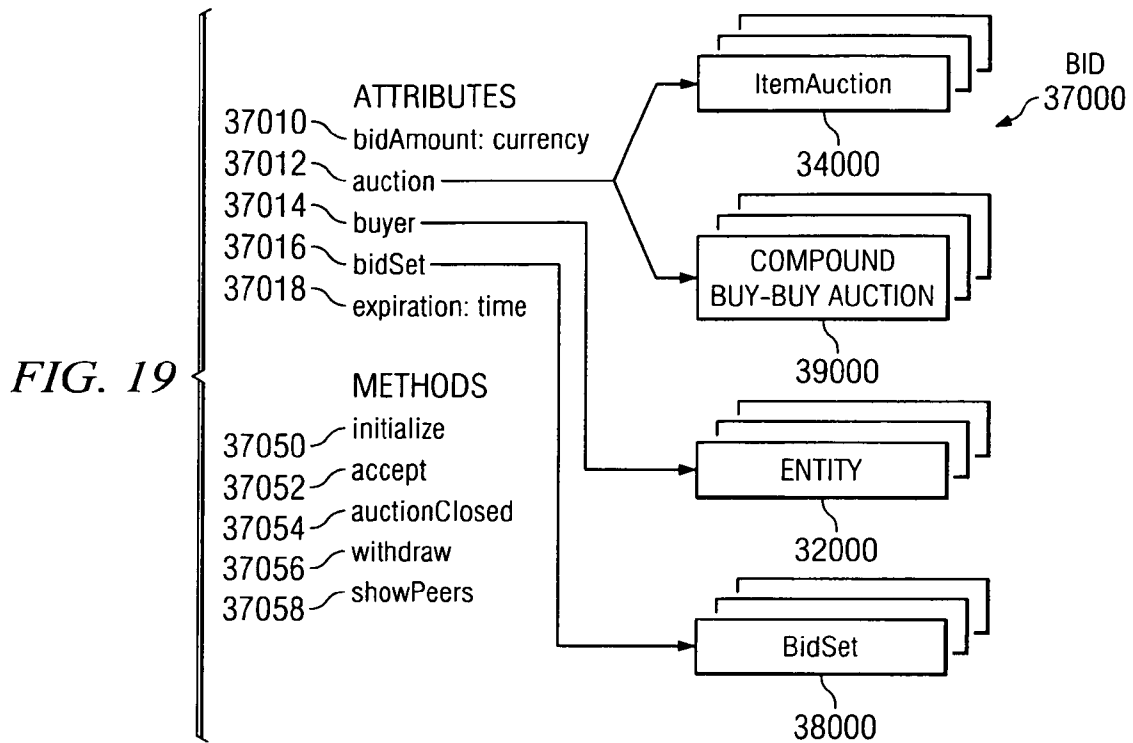 FIG. 19
ATTRIBUTES
37010 bidAmount: currency
37012 auction
37014 buyer
37016 bidSet
37018 expiration: time
METHODS
37050 initialize
37052 accept
37054 auctionClosed
37056 withdraw
37058 showPeers
ItemAuction
34000
COMPOUND
BUY-BUY AUCTION
39000
ENTITY
32000
BidSet
38000
BID
37000